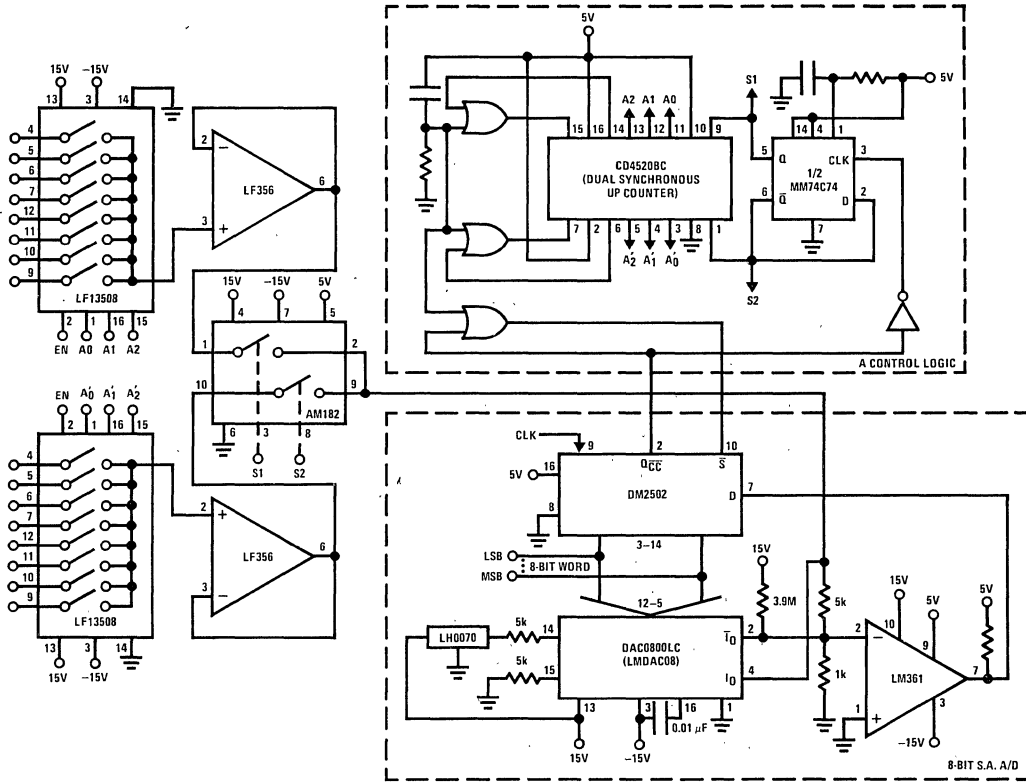 15V
-15V
13
3
14
4
5
6
7
12
11
10
9
LF13508
2
1
16
15
EN
A0
A1
A2
2
-
LF356
6
3
+
15V
-15V
5V
4
7
5
1
2
10
9
AM182
6
3
8
S1
S2
EN
A'0
A'1
A'2
2
1
16
15
4
5
6
7
12
11
10
9
LF13508
13
3
14
15V
-15V
2
+
LF356
6
3
-
5V
A2
A1
A0
15
16
14
13
12
11
10
9
CD4520BC
(DUAL SYNCHRONOUS
UP COUNTER)
7
2
6
5
4
3
8
1
A'2
A'1
A'0
S1
5V
14
4
1
5
Q
CLK
3
1/2
MM74C74
6
Q̅
D
2
7
S2
A CONTROL LOGIC
CLK
9
2
10
QCC
S̅
5V
16
DM2502
D
7
8
3-14
LSB
8-BIT WORD
MSB
12-5
15V
3.9M
5k
LH0070
5k
14
DAC0800LC
(LMDAC08)
I̅O
2
5k
15
IO
4
1k
13
3
16
1
0.01 µF
15V
-15V
15V
5V
5V
10
9
2
-
LM361
7
1
+
3
-15V
8-BIT S.A. A/D